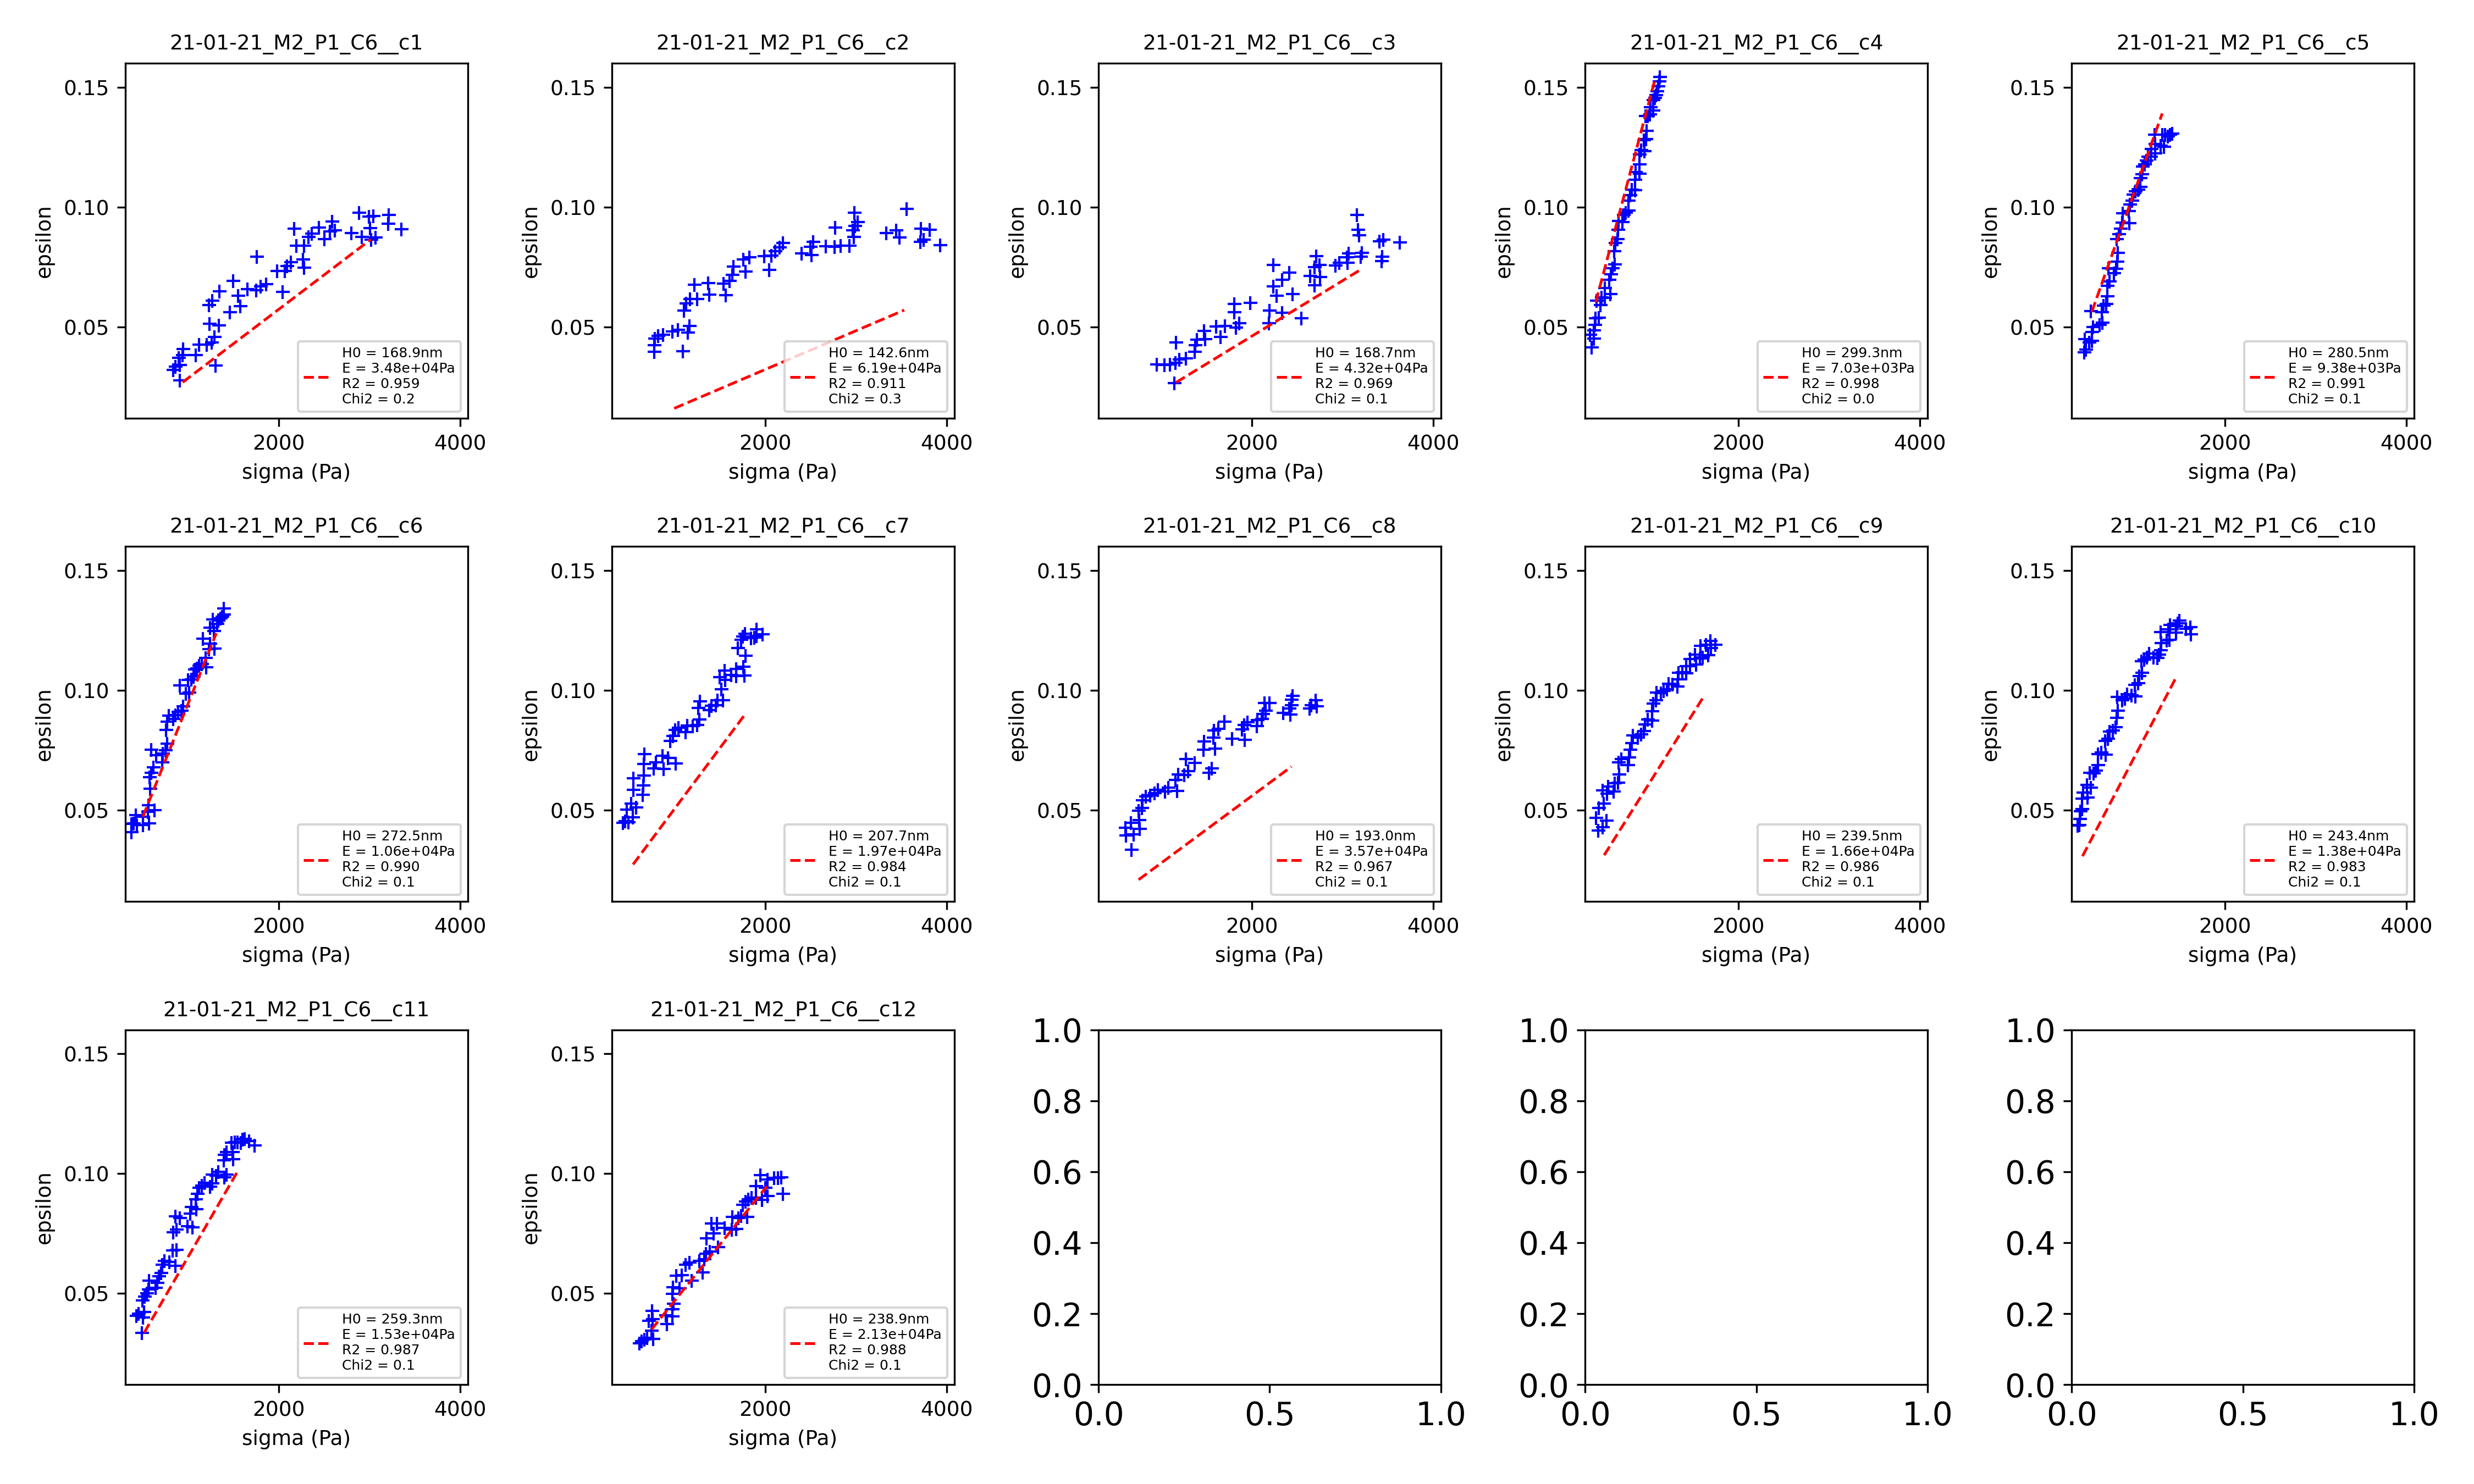 21-01-21_M2_P1_C6__c1
0.15
0.10
0.05
epsilon
H0 = 168.9nm
E = 3.48e+04Pa
R2 = 0.959
Chi2 = 0.2
2000
4000
sigma (Pa)
21-01-21_M2_P1_C6__c2
0.15
0.10
0.05
epsilon
H0 = 142.6nm
E = 6.19e+04Pa
R2 = 0.911
Chi2 = 0.3
2000
4000
sigma (Pa)
21-01-21_M2_P1_C6__c3
0.15
0.10
0.05
epsilon
H0 = 168.7nm
E = 4.32e+04Pa
R2 = 0.969
Chi2 = 0.1
2000
4000
sigma (Pa)
21-01-21_M2_P1_C6__c4
0.15
0.10
0.05
epsilon
H0 = 299.3nm
E = 7.03e+03Pa
R2 = 0.998
Chi2 = 0.0
2000
4000
sigma (Pa)
21-01-21_M2_P1_C6__c5
0.15
0.10
0.05
epsilon
H0 = 280.5nm
E = 9.38e+03Pa
R2 = 0.991
Chi2 = 0.1
2000
4000
sigma (Pa)
21-01-21_M2_P1_C6__c6
0.15
0.10
0.05
epsilon
H0 = 272.5nm
E = 1.06e+04Pa
R2 = 0.990
Chi2 = 0.1
2000
4000
sigma (Pa)
21-01-21_M2_P1_C6__c7
0.15
0.10
0.05
epsilon
H0 = 207.7nm
E = 1.97e+04Pa
R2 = 0.984
Chi2 = 0.1
2000
4000
sigma (Pa)
21-01-21_M2_P1_C6__c8
0.15
0.10
0.05
epsilon
H0 = 193.0nm
E = 3.57e+04Pa
R2 = 0.967
Chi2 = 0.1
2000
4000
sigma (Pa)
21-01-21_M2_P1_C6__c9
0.15
0.10
0.05
epsilon
H0 = 239.5nm
E = 1.66e+04Pa
R2 = 0.986
Chi2 = 0.1
2000
4000
sigma (Pa)
21-01-21_M2_P1_C6__c10
0.15
0.10
0.05
epsilon
H0 = 243.4nm
E = 1.38e+04Pa
R2 = 0.983
Chi2 = 0.1
2000
4000
sigma (Pa)
21-01-21_M2_P1_C6__c11
0.15
0.10
0.05
epsilon
H0 = 259.3nm
E = 1.53e+04Pa
R2 = 0.987
Chi2 = 0.1
2000
4000
sigma (Pa)
21-01-21_M2_P1_C6__c12
0.15
0.10
0.05
epsilon
H0 = 238.9nm
E = 2.13e+04Pa
R2 = 0.988
Chi2 = 0.1
2000
4000
sigma (Pa)
1.0
0.8
0.6
0.4
0.2
0.0
0.0
0.5
1.0
1.0
0.8
0.6
0.4
0.2
0.0
0.0
0.5
1.0
1.0
0.8
0.6
0.4
0.2
0.0
0.0
0.5
1.0